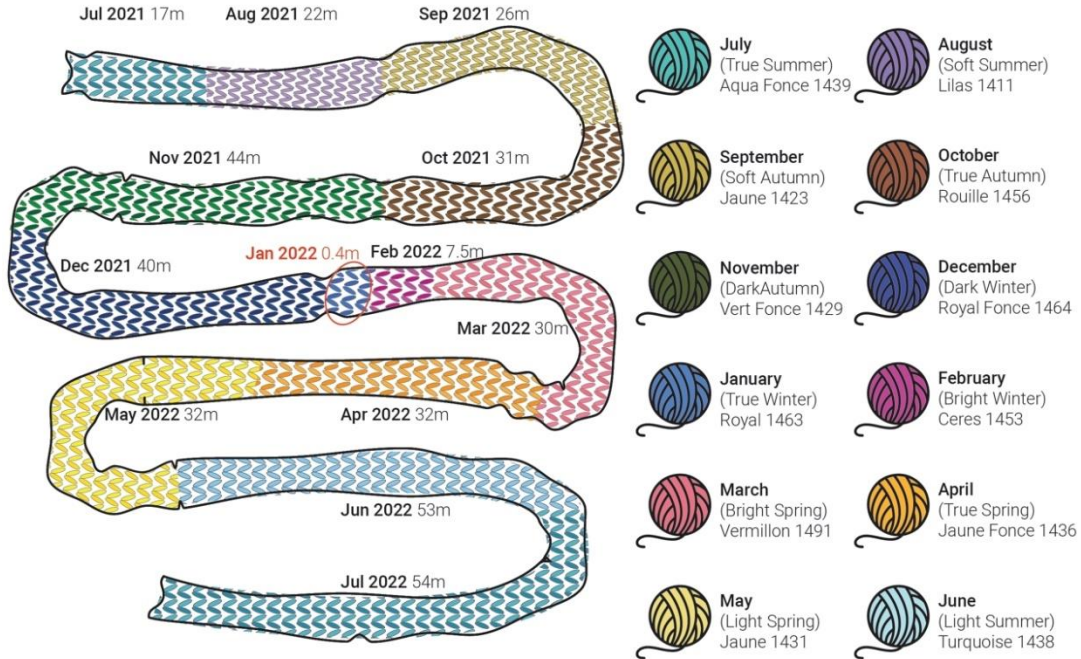 Jul 2021 17m
Aug 2021 22m
Sep 2021 26m
Nov 2021 44m
Oct 2021 31m
Dec 2021 40m
Jan 2022 0.4m
Feb 2022 7.5m
Mar 2022 30m
May 2022 32m
Apr 2022 32m
Jun 2022 53m
Jul 2022 54m
July
(True Summer)
Aqua Fonce 1439
August
(Soft Summer)
Lilas 1411
September
(Soft Autumn)
Jaune 1423
October
(True Autumn)
Rouille 1456
November
(DarkAutumn)
Vert Fonce 1429
December
(Dark Winter)
Royal Fonce 1464
January
(True Winter)
Royal 1463
February
(Bright Winter)
Ceres 1453
March
(Bright Spring)
Vermillon 1491
April
(True Spring)
Jaune Fonce 1436
May
(Light Spring)
Jaune 1431
June
(Light Summer)
Turquoise 1438